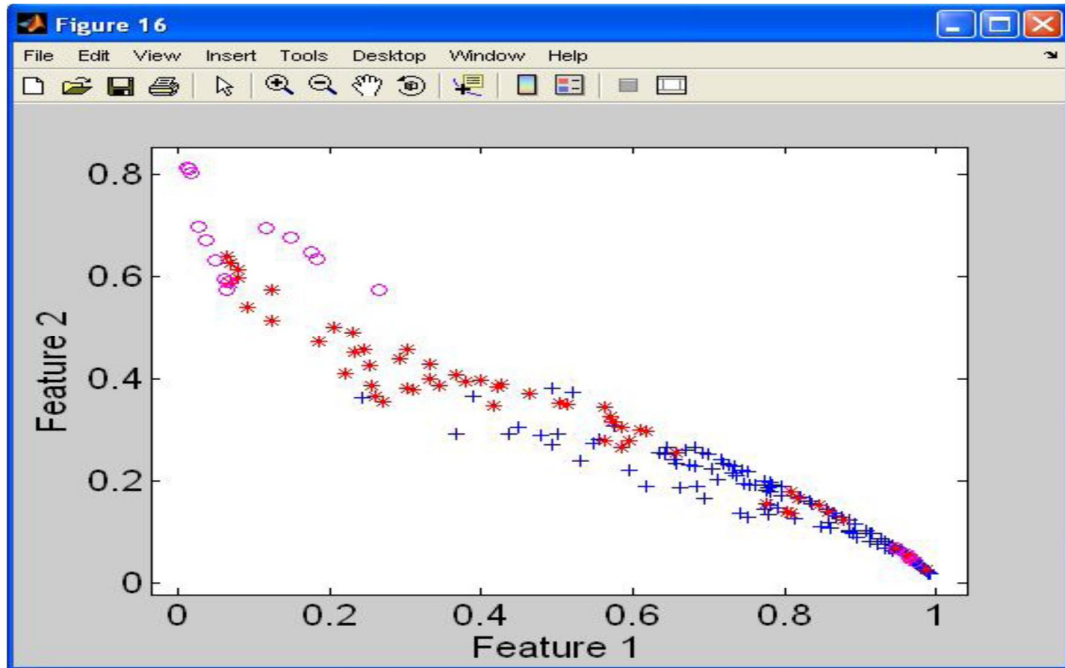 Figure 16
File Edit View Insert Tools Desktop Window Help
0.8
0.6
0.4
0.2
0
Feature 2
0 0.2 0.4 0.6 0.8 1
Feature 1